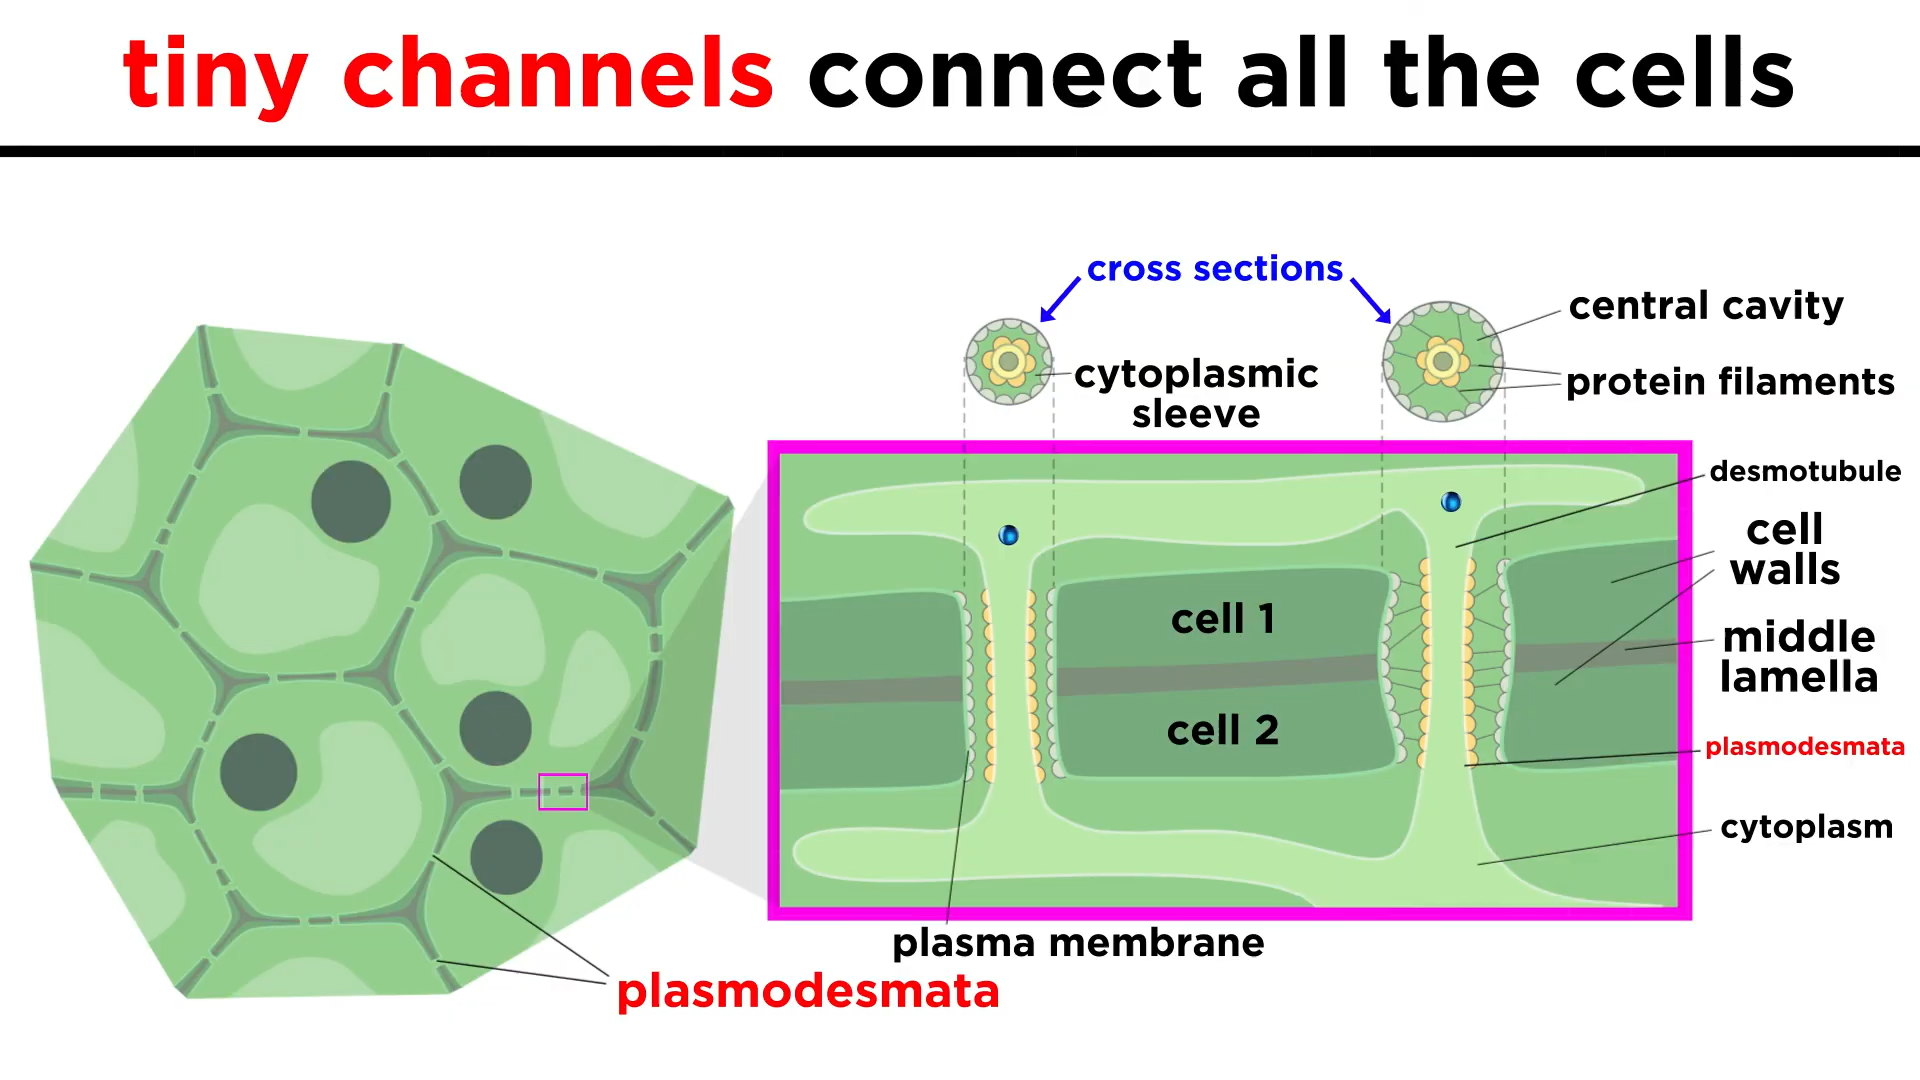 tiny channels connect all the cells
cross sections
central cavity
cytoplasmic
sleeve
protein filaments
desmotubule
cell
walls
cell 1
middle
lamella
cell 2
plasmodesmata
cytoplasm
plasma membrane
plasmodesmata